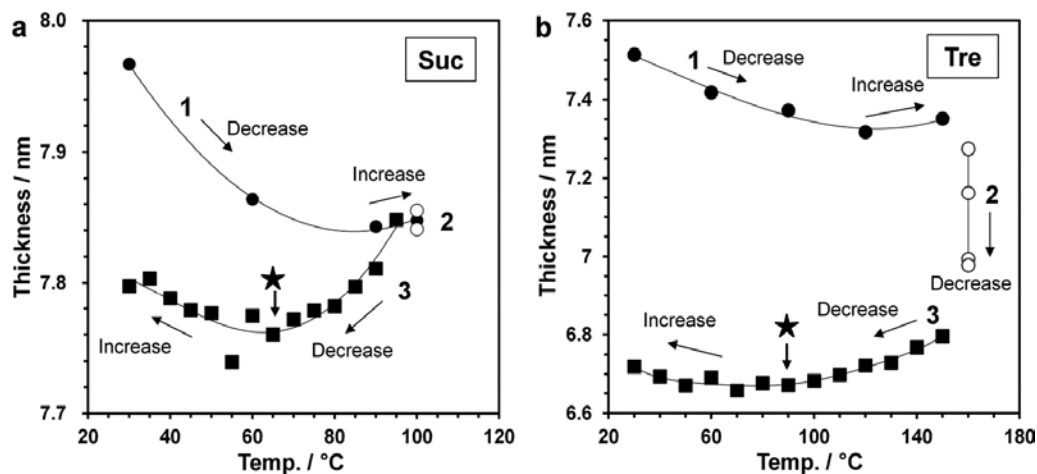 a
Suc
8.0
7.9
7.8
7.7
Thickness / nm
1
Decrease
Increase
2
3
Decrease
Increase
20 40 60 80 100 120
Temp. / °C
b
Tre
7.6
7.4
7.2
7
6.8
6.6
Thickness / nm
1
Decrease
Increase
2
Decrease
Decrease
3
Increase
20 60 100 140 180
Temp. / °C